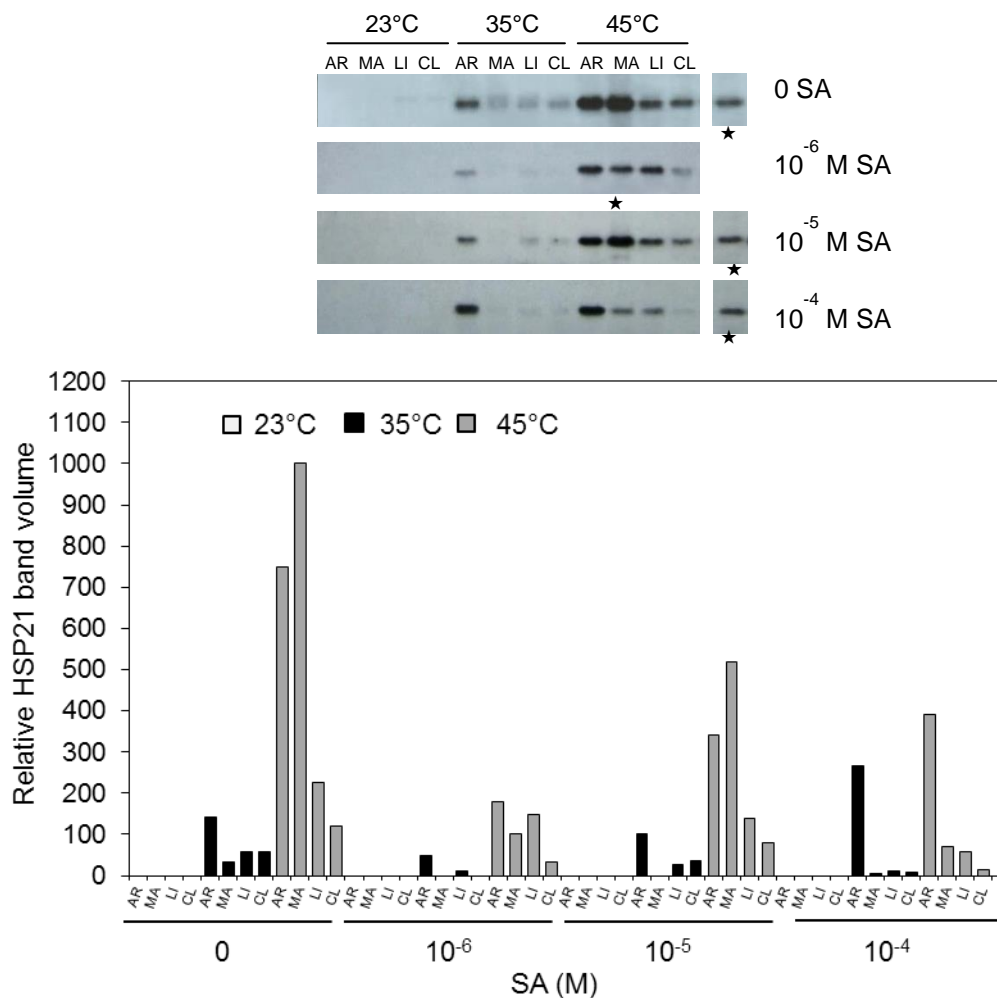 23°C 35°C 45°C
AR MA LI CL AR MA LI CL AR MA LI CL
0 SA
★
10⁻⁶ M SA
★
10⁻⁵ M SA
★
10⁻⁴ M SA
★
1200
1100
23°C 35°C 45°C
1000
900
800
700
600
500
400
300
200
100
0
Relative HSP21 band volume
AR MA LI CL AR MA LI CL AR MA LI CL AR MA LI CL AR MA LI CL AR MA LI CL AR MA LI CL AR MA LI CL AR MA LI CL AR MA LI CL AR MA LI CL AR MA LI CL
0 10⁻⁶ 10⁻⁵ 10⁻⁴
SA (M)